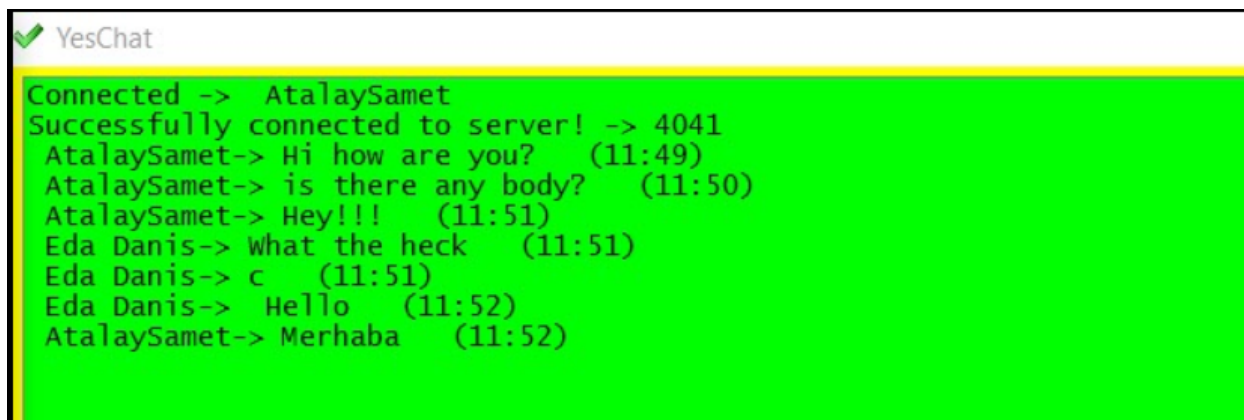 YesChat
Connected ->  AtalaySamet
Successfully connected to server! -> 4041
AtalaySamet-> Hi how are you?   (11:49)
AtalaySamet-> is there any body?   (11:50)
AtalaySamet-> Hey!!!   (11:51)
Eda Danis-> What the heck   (11:51)
Eda Danis-> c   (11:51)
Eda Danis->  Hello   (11:52)
AtalaySamet-> Merhaba   (11:52)